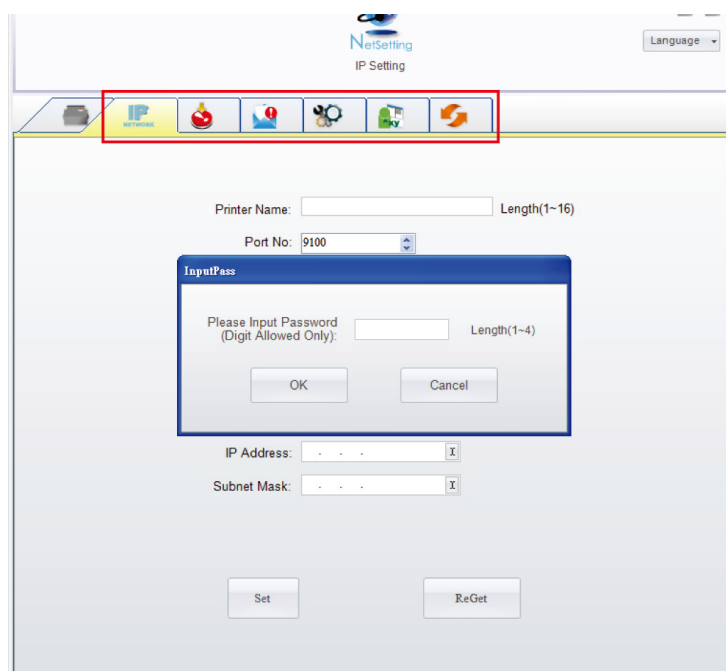 NetSetting
Language
IP Setting
IP
NETWORK
Printer Name:
Length(1~16)
Port No:
9100
InputPass
Please Input Password
(Digit Allowed Only):
Length(1~4)
OK
Cancel
IP Address:
. . .
Subnet Mask:
. . .
Set
ReGet